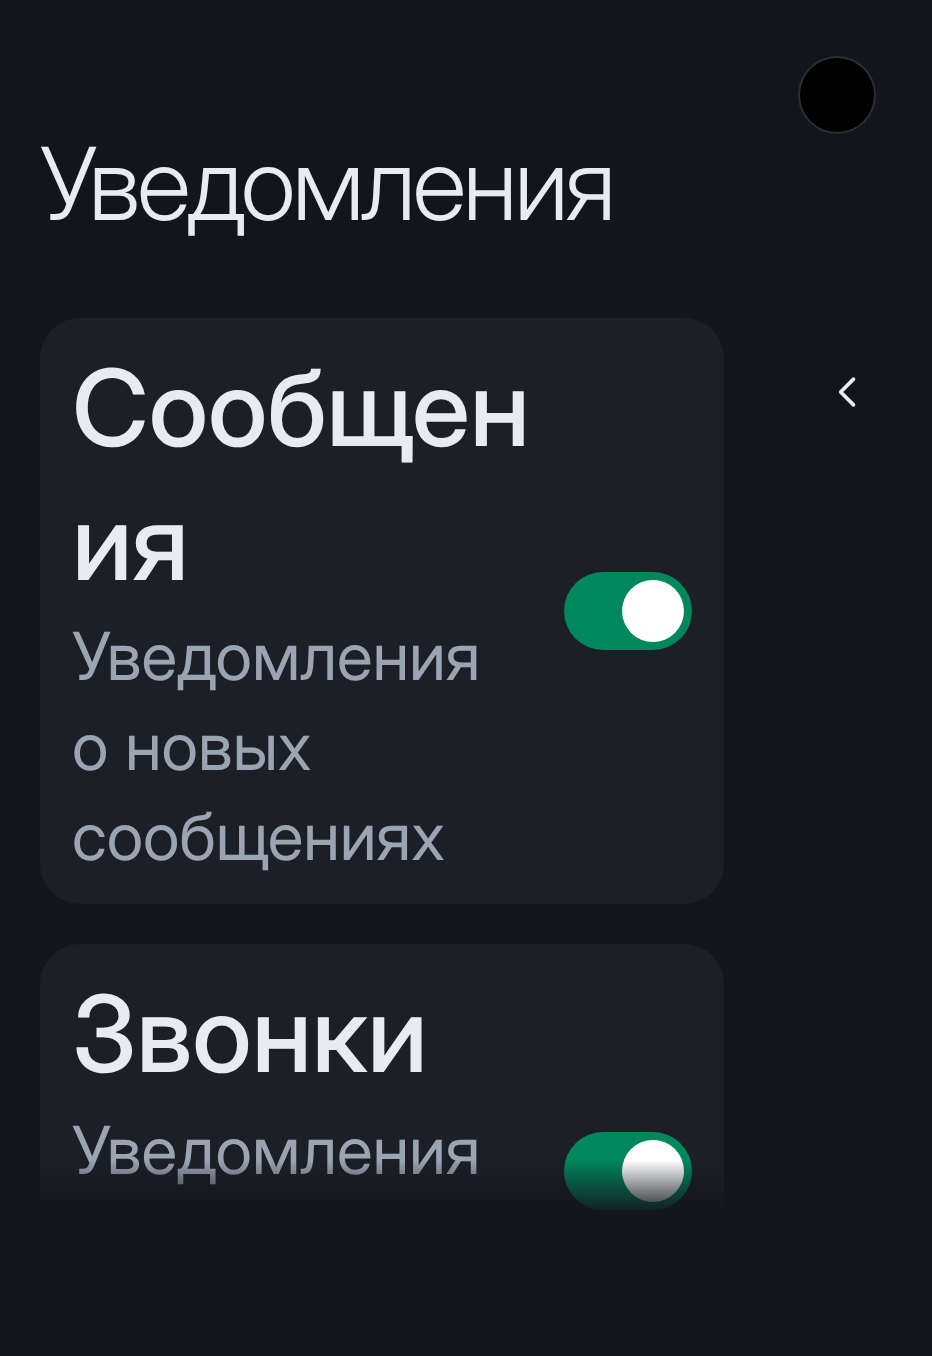 Уведомления
Сообщен
ия
Уведомления
о новых
сообщениях
Звонки
Уведомления